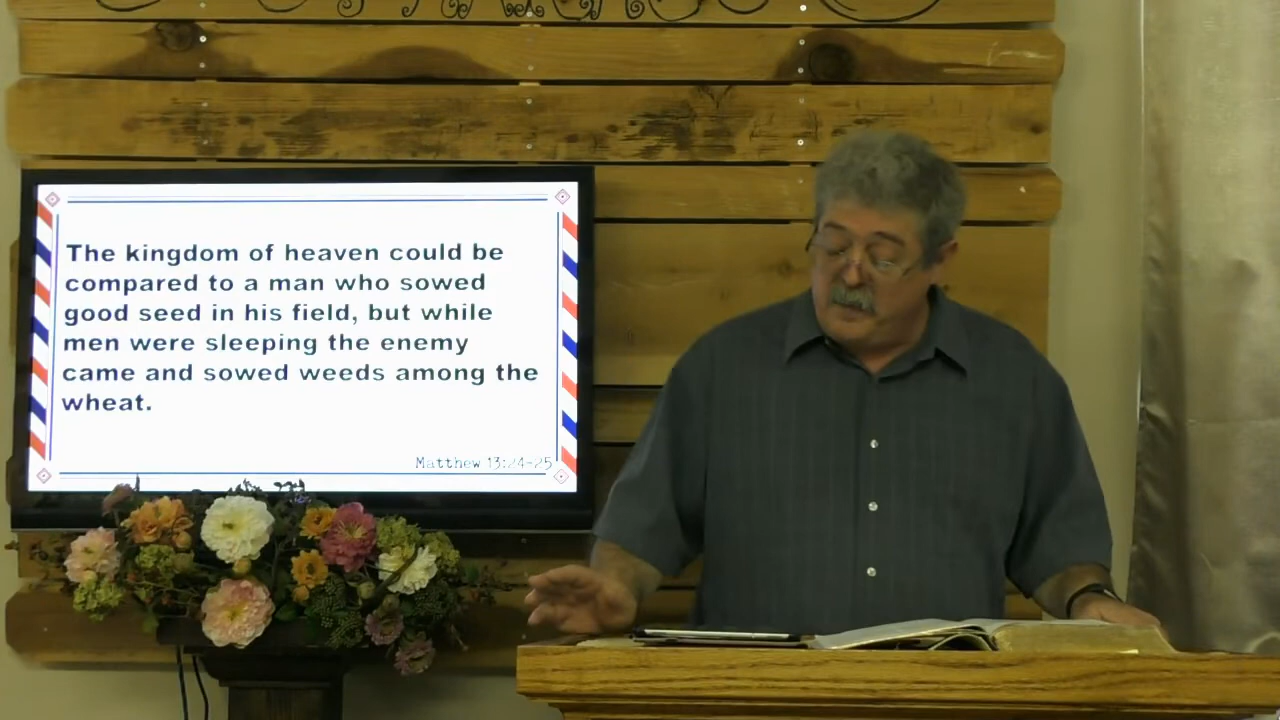 The kingdom of heaven could be
compared to a man who sowed
good seed in his field, but while
men were sleeping the enemy
came and sowed weeds among the
wheat.
Matthew 13:24-25